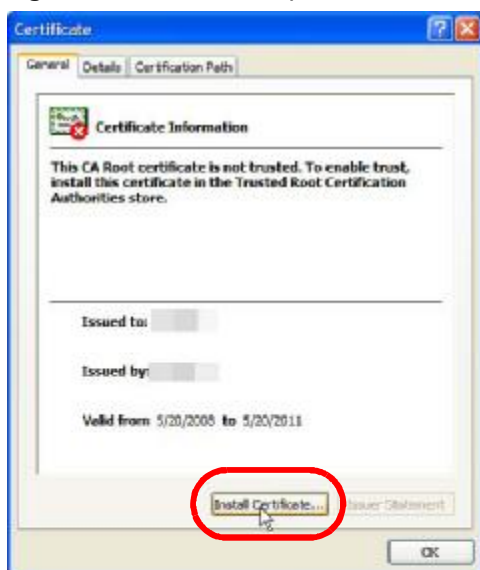 Certificate
General Details Certification Path
Certificate Information
This CA Root certificate is not trusted. To enable trust,
install this certificate in the Trusted Root Certification
Authorities store.
Issued to:
Issued by:
Valid from 5/20/2008 to 5/20/2011
Install Certificate... Issuer Statement
OK